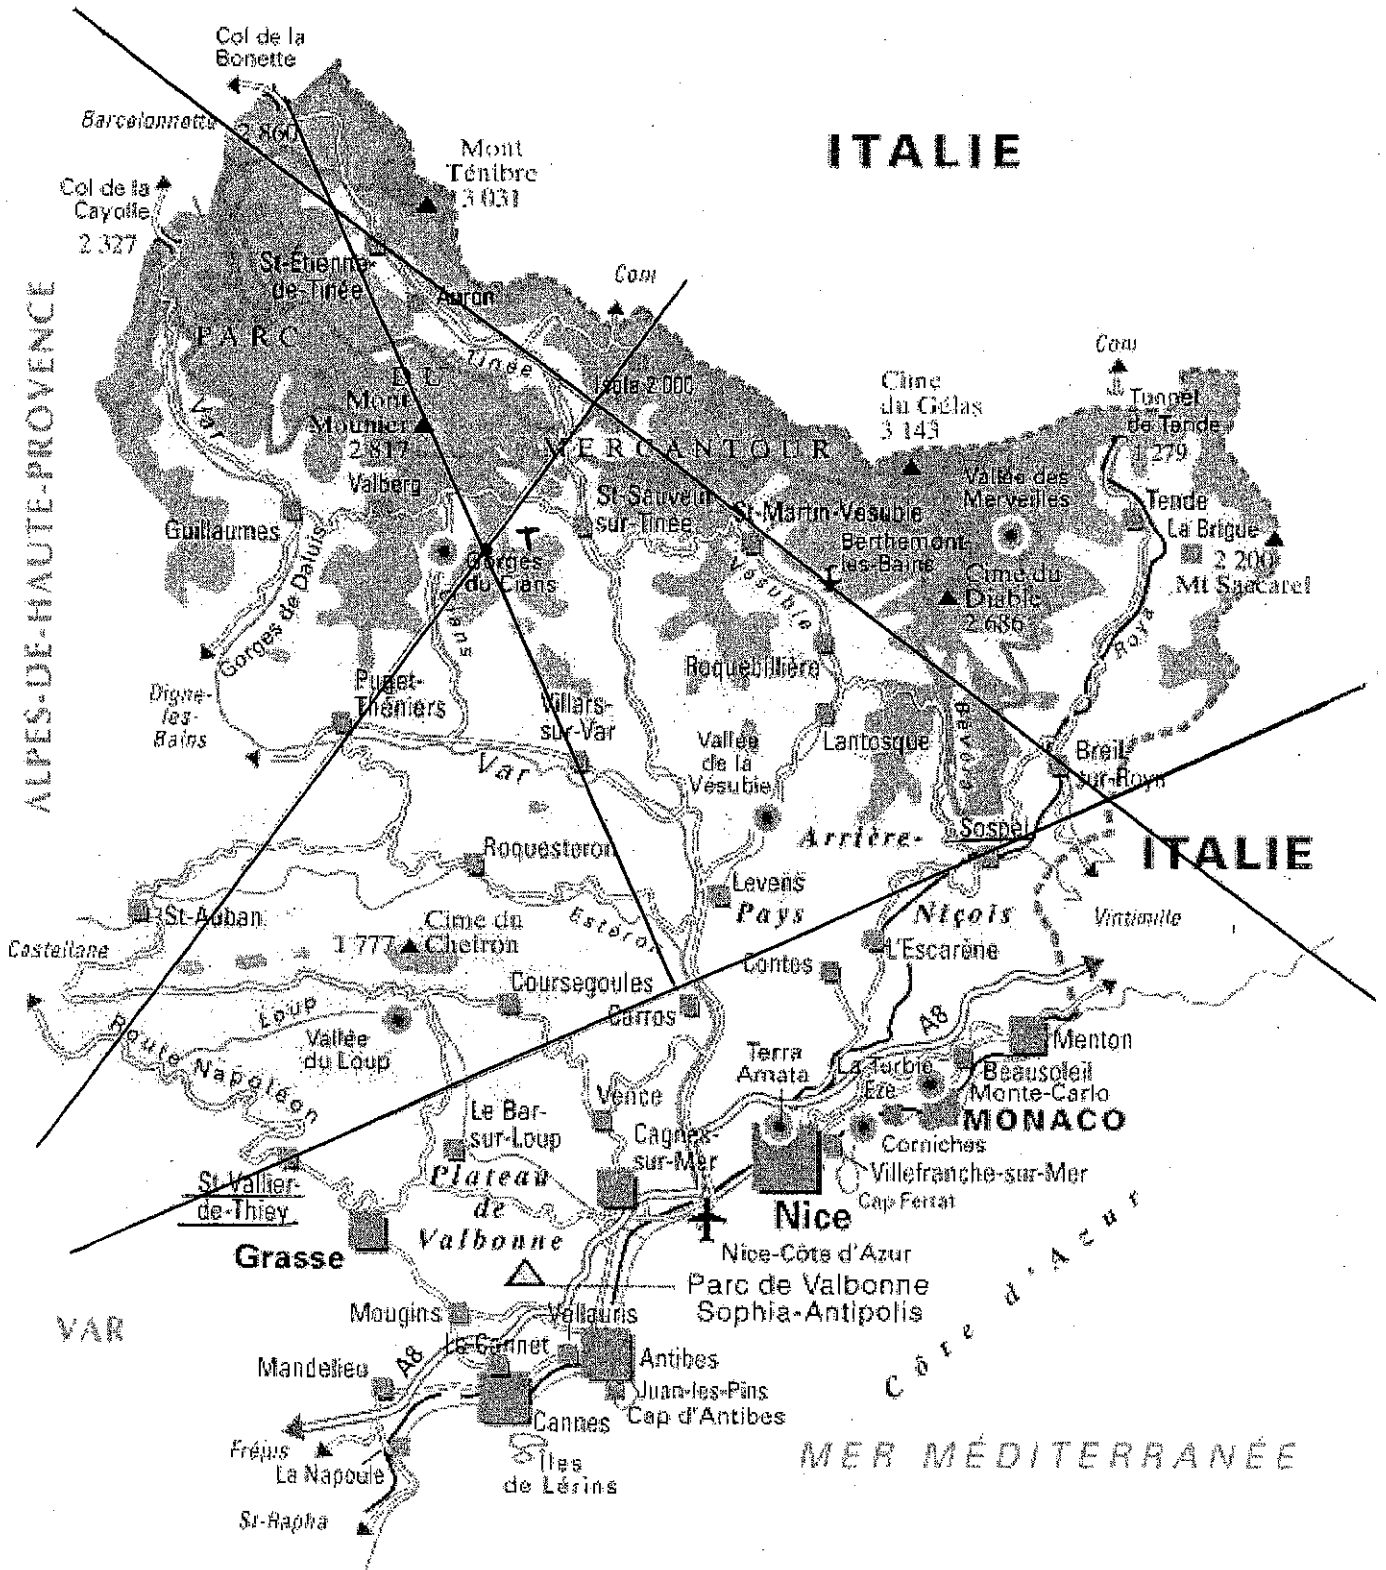 Col de la
Bonette
Barcelonnette
2 860
ITALIE
Mont
Ténibre
3 031
Col de la
Cayolle
2 327
St-Étienne-
de-Tinée
Auron
Com
ALPES-DE-HAUTE-PROVENCE
PARC
DU
MERCANTOUR
Tinée
Isola 2000
Var
Mont
Mounier
2 817
Valberg
Cime
du Gélas
3 143
Com
Tunnel
de Tende
1 279
Vallée des
Merveilles
Tende
La Brigue
2 200
Mt Saccarel
Guillaumes
Gorges de Daluis
St-Sauveur
sur-Tinée
St-Martin-Vésubie
Berthemont-
les-Bains
Gorges
du Cians
Cians
Vésubie
Cime du
Diable
2 686
Roya
Roquebillière
Digne-
les-
Bains
Puget-
Théniers
Villars-
sur-Var
Var
Vallée
de la
Vésubie
Lantosque
Bévéra
Breil-
sur-Roya
Sospel
ITALIE
Arrière-
Pays
Niçois
Roquesteron
Levens
Vintimille
St-Auban
Estéron
Castellane
1 777
Cime du
Cheiron
L'Escarène
Contes
Coursegoules
Carros
Loup
Vallée
du Loup
Route Napoléon
A8
Menton
Terra
Amata
La Turbie
Eze
Beausoleil
Monte-Carlo
MONACO
Vence
Le Bar-
sur-Loup
Cagnes-
sur-Mer
Corniches
Villefranche-sur-Mer
Cap Ferrat
St-Vallier-
de-Thiey
Plateau
de
Valbonne
Nice
Grasse
Nice-Côte d'Azur
Parc de Valbonne
Sophia-Antipolis
Côte d'Azur
VAR
Mougins
Vallauris
Le Cannet
A8
Mandelieu
Antibes
Juan-les-Pins
Cap d'Antibes
Cannes
Fréjus
La Napoule
Îles
de Lérins
MER MÉDITERRANÉE
St-Rapha